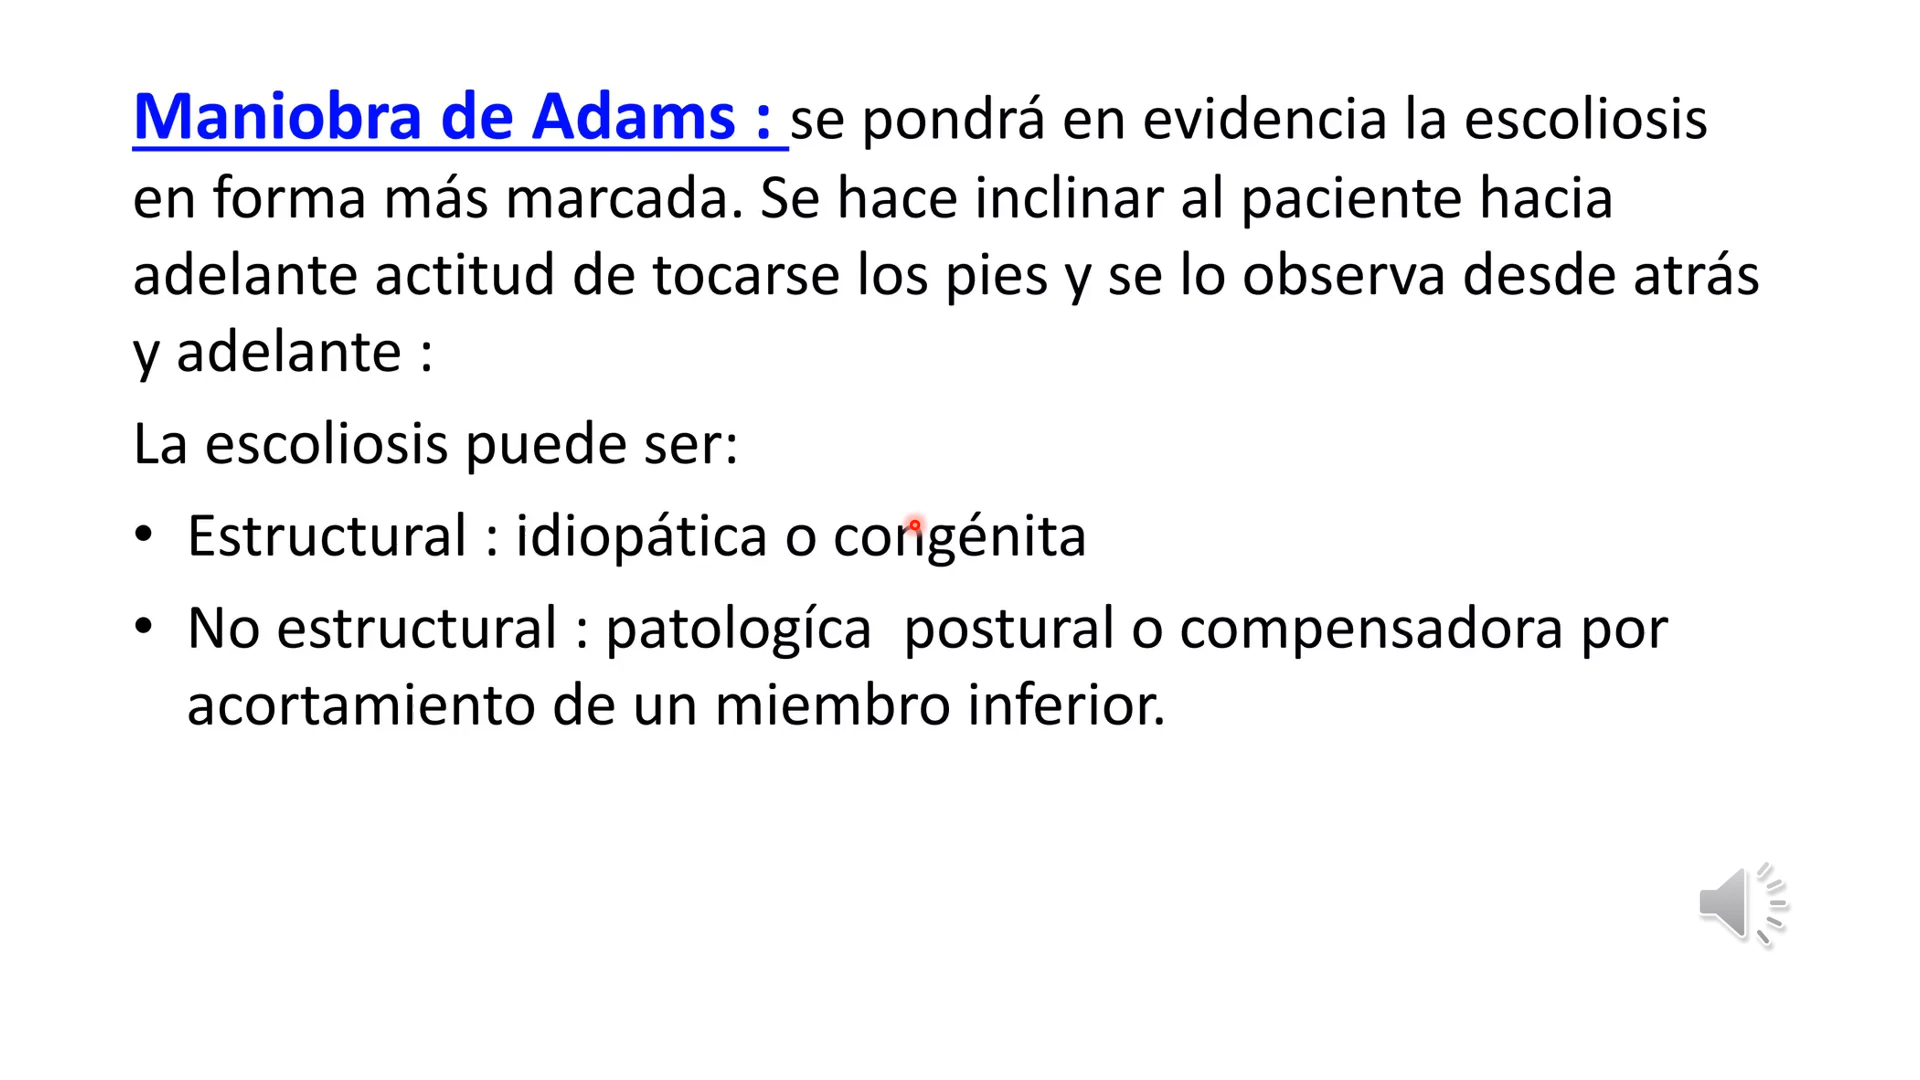 Maniobra de Adams : se pondrá en evidencia la escoliosis
en forma más marcada. Se hace inclinar al paciente hacia
adelante actitud de tocarse los pies y se lo observa desde atrás
y adelante :
La escoliosis puede ser:
• Estructural : idiopática o congénita
• No estructural : patologíca  postural o compensadora por
acortamiento de un miembro inferior.